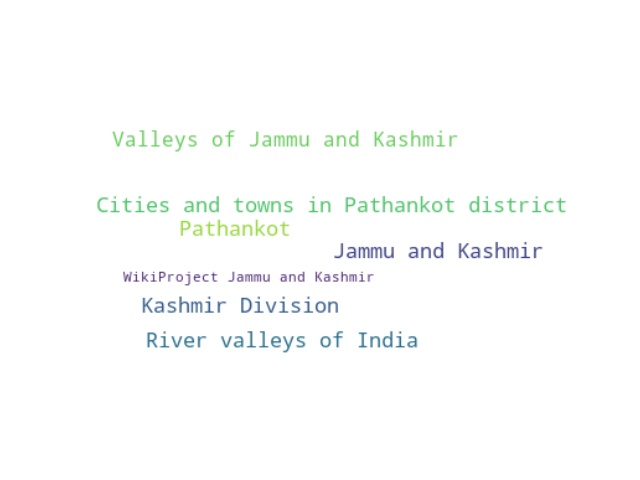 Valleys of Jammu and Kashmir
Cities and towns in Pathankot district
Pathankot
Jammu and Kashmir
WikiProject Jammu and Kashmir
Kashmir Division
River valleys of India